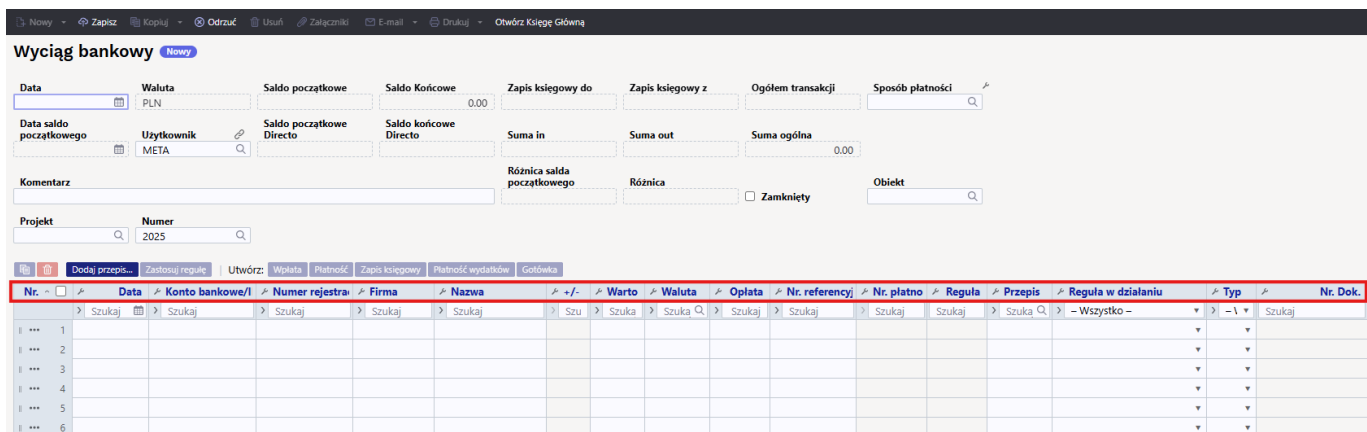 Nowy Zapisz Kopiuj Odrzuć Usuń Załączniki E-mail Drukuj Otwórz Księgę Główną
Wyciąg bankowy Nowy
Data Waluta Saldo początkowe Saldo Końcowe Zapis księgowy do Zapis księgowy z Ogółem transakcji Sposób płatności
PLN 0.00
Data saldo początkowego Użytkownik Saldo początkowe Directo Saldo końcowe Directo Suma in Suma out Suma ogólna
META 0.00
Komentarz Różnica salda początkowego Różnica Zamknięty Obiekt
Projekt Numer
2025
Dodaj przepis... Zastosuj regułę | Utwórz: Wpłata Płatność Zapis księgowy Płatność wydatków Gotówka
Nr. Data Konto bankowe/I Numer rejestra Firma Nazwa +/- Warto Waluta Opłata Nr. referencyj Nr. płatno Reguła Przepis Reguła w działaniu Typ Nr. Dok.
Szukaj Szukaj Szukaj Szukaj Szukaj Szu Szuka Szuka Szukaj Szukaj Szukaj Szukaj Szuka – Wszystko – – \ Szukaj
1
2
3
4
5
6